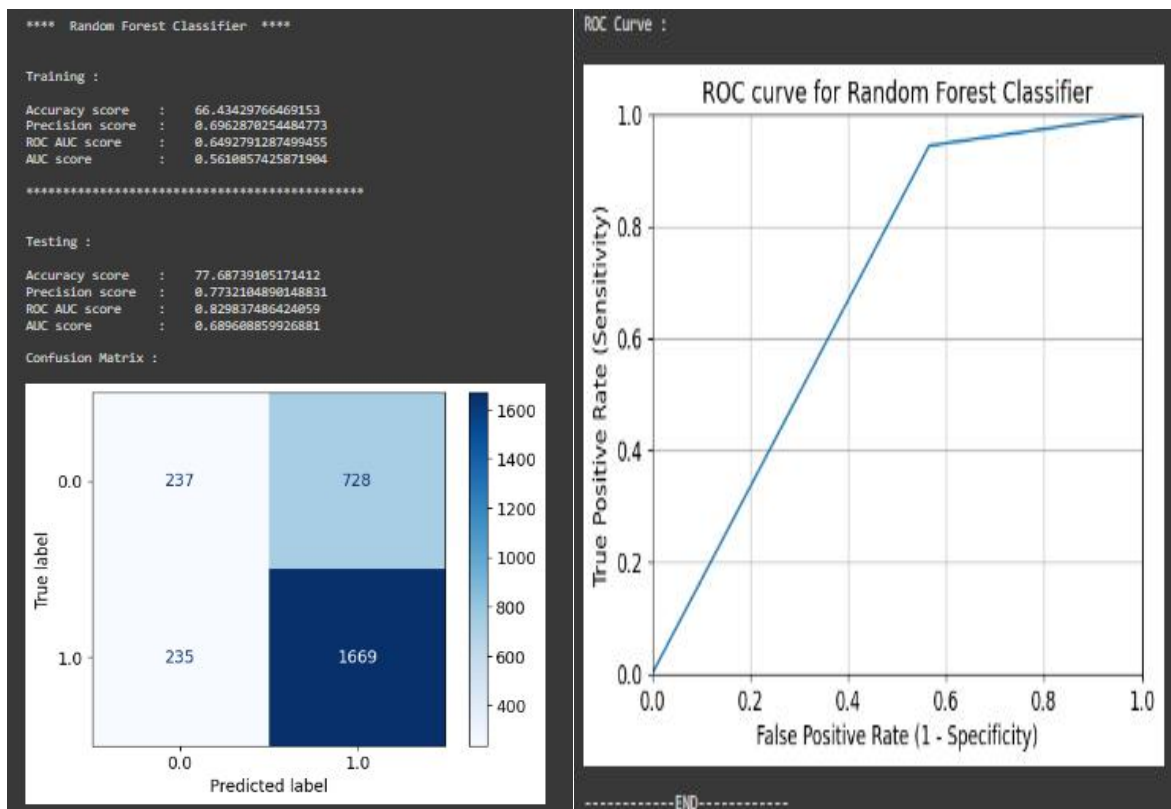 **** Random Forest Classifier ****
Training :
Accuracy score : 66.43429766469153
Precision score : 0.6962870254484773
ROC AUC score : 0.6492791287499455
AUC score : 0.5610857425871904
**********************************************
Testing :
Accuracy score : 77.68739105171412
Precision score : 0.7732104890148831
ROC AUC score : 0.829837486424059
AUC score : 0.689608859926881
Confusion Matrix :
True label
0.0
1.0
237
728
235
1669
0.0
1.0
Predicted label
1600
1400
1200
1000
800
600
400
ROC Curve :
ROC curve for Random Forest Classifier
True Positive Rate (Sensitivity)
1.0
0.8
0.6
0.4
0.2
0.0
0.0 0.2 0.4 0.6 0.8 1.0
False Positive Rate (1 - Specificity)
------------END------------